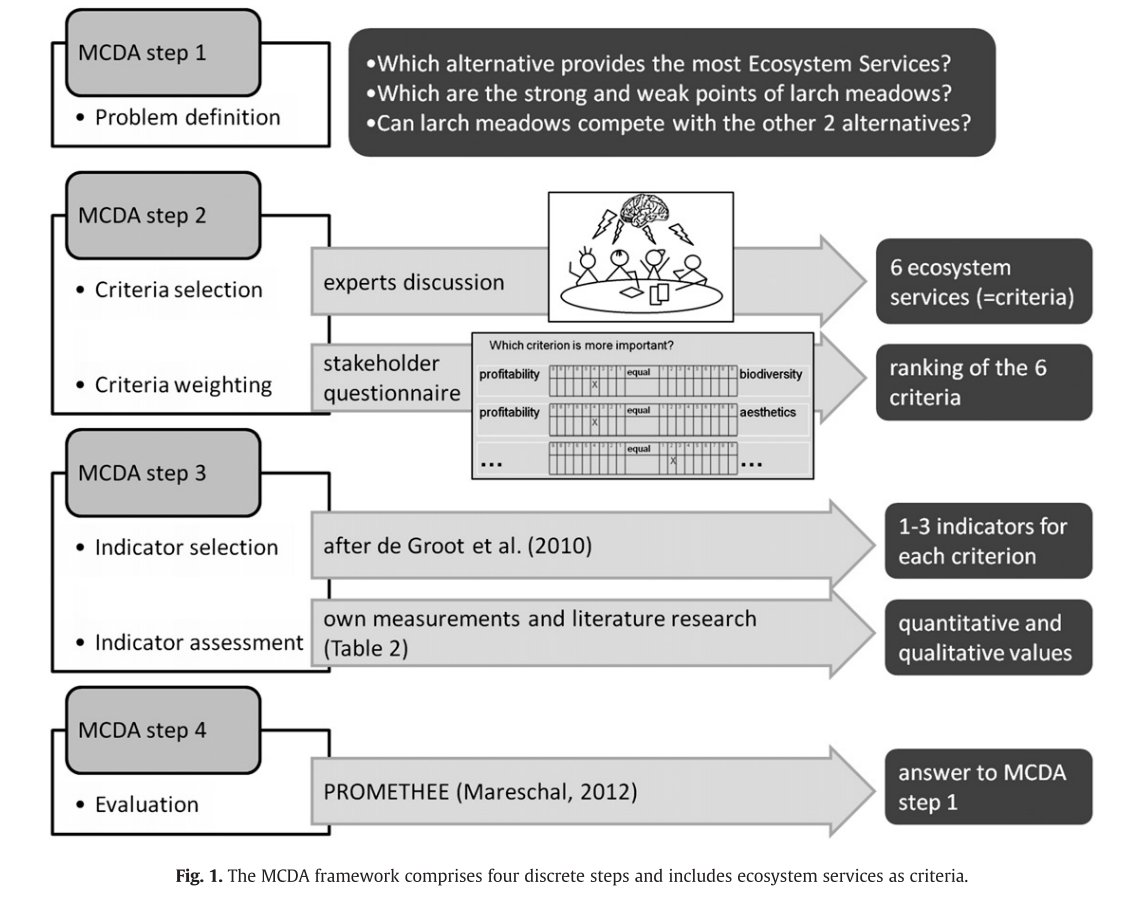 MCDA step 1
• Problem definition
•Which alternative provides the most Ecosystem Services?
•Which are the strong and weak points of larch meadows?
•Can larch meadows compete with the other 2 alternatives?
MCDA step 2
• Criteria selection
experts discussion
6 ecosystem
services (=criteria)
• Criteria weighting
stakeholder
questionnaire
Which criterion is more important?
profitability
equal
biodiversity
X
profitability
equal
aesthetics
X
...
equal
...
X
ranking of the 6
criteria
MCDA step 3
• Indicator selection
after de Groot et al. (2010)
1-3 indicators for
each criterion
• Indicator assessment
own measurements and literature research
(Table 2)
quantitative and
qualitative values
MCDA step 4
• Evaluation
PROMETHEE (Mareschal, 2012)
answer to MCDA
step 1
Fig. 1. The MCDA framework comprises four discrete steps and includes ecosystem services as criteria.